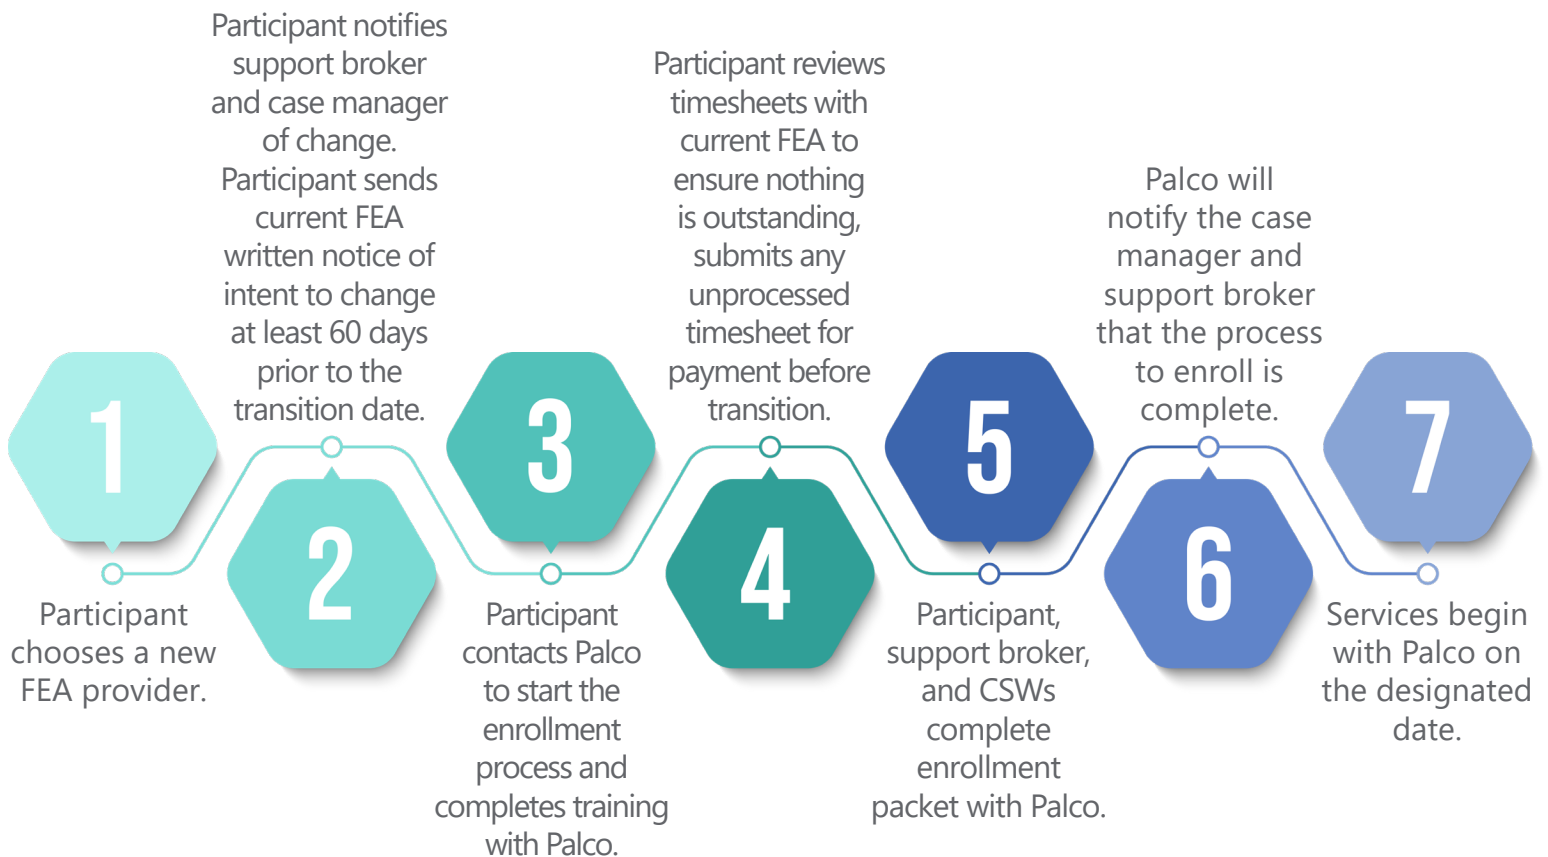 1
Participant
chooses a new
FEA provider.
Participant notifies
support broker
and case manager
of change.
Participant sends
current FEA
written notice of
intent to change
at least 60 days
prior to the
transition date.
2
3
Participant
contacts Palco
to start the
enrollment
process and
completes training
with Palco.
Participant reviews
timesheets with
current FEA to
ensure nothing
is outstanding,
submits any
unprocessed
timesheet for
payment before
transition.
4
5
Participant,
support broker,
and CSWs
complete
enrollment
packet with Palco.
Palco will
notify the case
manager and
support broker
that the process
to enroll is
complete.
6
7
Services begin
with Palco on
the designated
date.